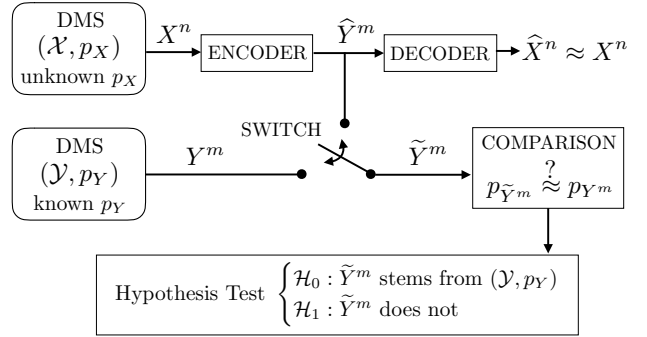 DMS
(𝒳, p_X)
unknown p_X
X^n
ENCODER
Ŷ^m
DECODER
X̂^n ≈ X^n
SWITCH
DMS
(𝒴, p_Y)
known p_Y
Y^m
Ỹ^m
COMPARISON
?
p_{Ỹ^m} ≈ p_{Y^m}
Hypothesis Test { ℋ_0 : Ỹ^m stems from (𝒴, p_Y)
ℋ_1 : Ỹ^m does not